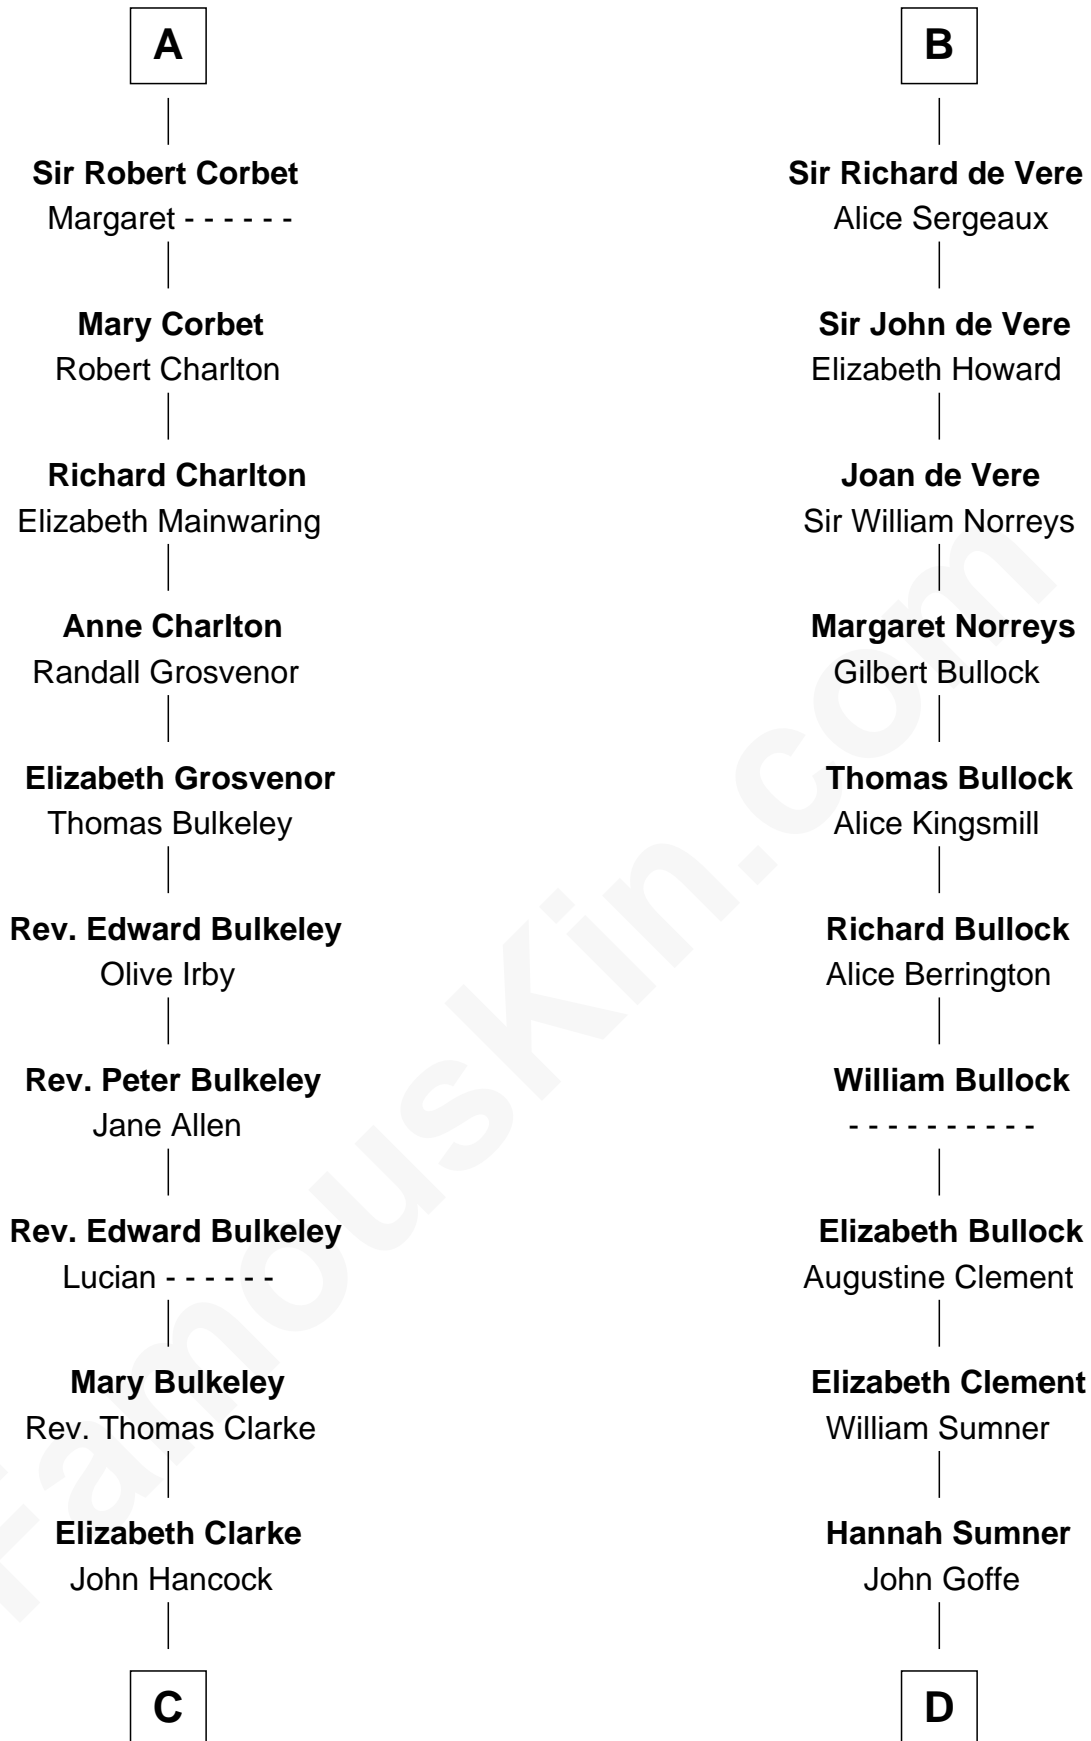 A
Sir Robert Corbet
Margaret - - - - - -
Mary Corbet
Robert Charlton
Richard Charlton
Elizabeth Mainwaring
Anne Charlton
Randall Grosvenor
Elizabeth Grosvenor
Thomas Bulkeley
Rev. Edward Bulkeley
Olive Irby
Rev. Peter Bulkeley
Jane Allen
Rev. Edward Bulkeley
Lucian - - - - - -
Mary Bulkeley
Rev. Thomas Clarke
Elizabeth Clarke
John Hancock
C
B
Sir Richard de Vere
Alice Sergeaux
Sir John de Vere
Elizabeth Howard
Joan de Vere
Sir William Norreys
Margaret Norreys
Gilbert Bullock
Thomas Bullock
Alice Kingsmill
Richard Bullock
Alice Berrington
William Bullock
- - - - - - - - - -
Elizabeth Bullock
Augustine Clement
Elizabeth Clement
William Sumner
Hannah Sumner
John Goffe
D
FamousKin.com